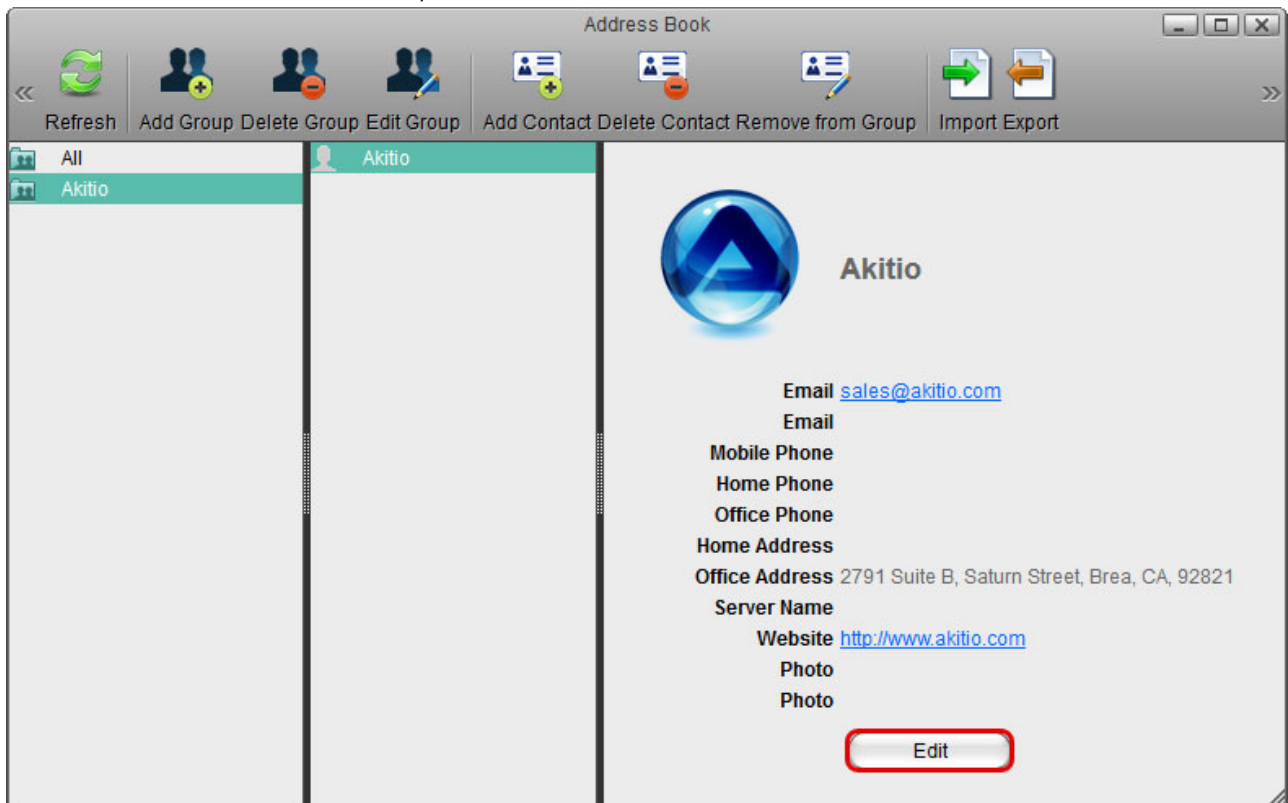 Address Book
Refresh Add Group Delete Group Edit Group Add Contact Delete Contact Remove from Group Import Export
All
Akitio
Akitio
Akitio
Email sales@akitio.com
Email
Mobile Phone
Home Phone
Office Phone
Home Address
Office Address 2791 Suite B, Saturn Street, Brea, CA, 92821
Server Name
Website http://www.akitio.com
Photo
Photo
Edit